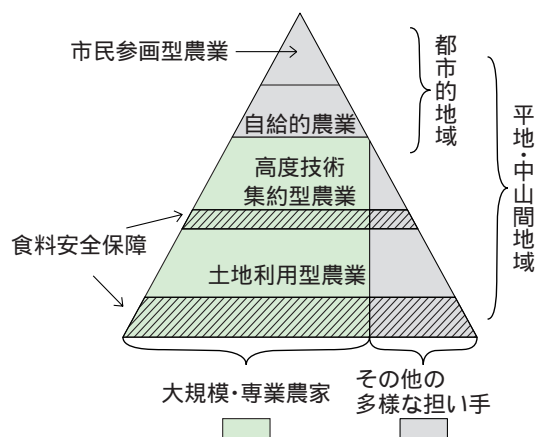 市民参画型農業
都市的地域
自給的農業
高度技術
集約型農業
平地・中山間地域
食料安全保障
土地利用型農業
大規模・専業農家
その他の
多様な担い手